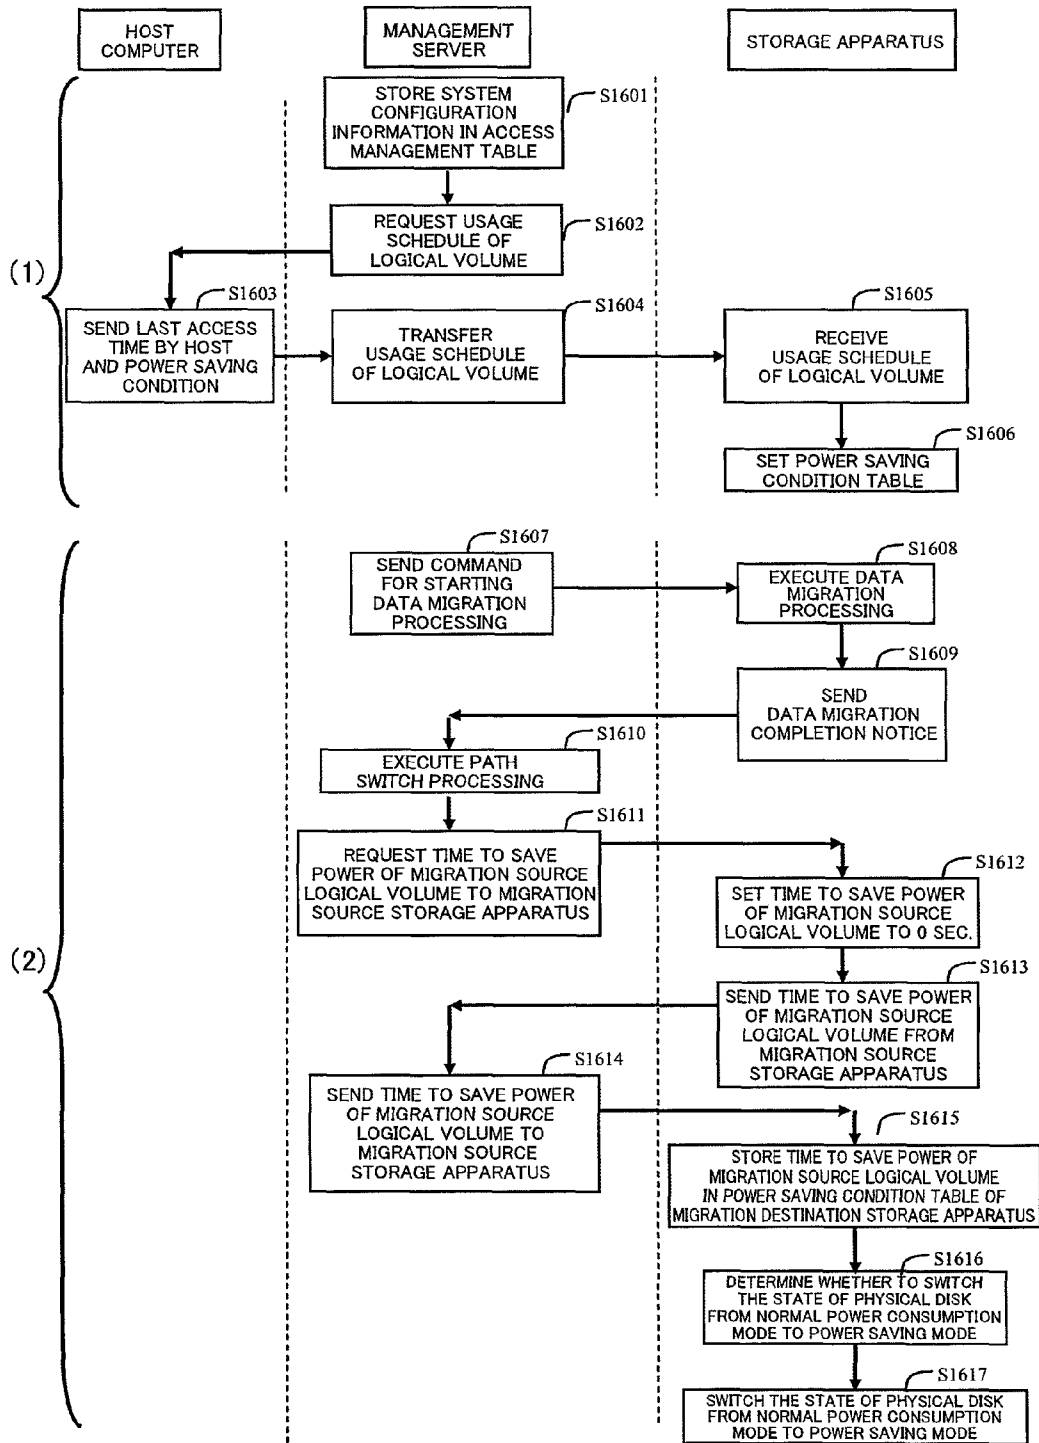 HOST
COMPUTER
MANAGEMENT
SERVER
STORAGE APPARATUS
(1)
STORE SYSTEM
CONFIGURATION
INFORMATION IN ACCESS
MANAGEMENT TABLE
S1601
REQUEST USAGE
SCHEDULE OF
LOGICAL VOLUME
S1602
S1603
SEND LAST ACCESS
TIME BY HOST
AND POWER SAVING
CONDITION
S1604
TRANSFER
USAGE SCHEDULE
OF LOGICAL VOLUME
S1605
RECEIVE
USAGE SCHEDULE
OF LOGICAL VOLUME
S1606
SET POWER SAVING
CONDITION TABLE
(2)
S1607
SEND COMMAND
FOR STARTING
DATA MIGRATION
PROCESSING
S1608
EXECUTE DATA
MIGRATION
PROCESSING
S1609
SEND
DATA MIGRATION
COMPLETION NOTICE
S1610
EXECUTE PATH
SWITCH PROCESSING
S1611
REQUEST TIME TO SAVE
POWER OF MIGRATION SOURCE
LOGICAL VOLUME TO MIGRATION
SOURCE STORAGE APPARATUS
S1612
SET TIME TO SAVE POWER
OF MIGRATION SOURCE
LOGICAL VOLUME TO 0 SEC.
S1613
SEND TIME TO SAVE POWER
OF MIGRATION SOURCE
LOGICAL VOLUME FROM
MIGRATION SOURCE
STORAGE APPARATUS
S1614
SEND TIME TO SAVE POWER
OF MIGRATION SOURCE
LOGICAL VOLUME TO
MIGRATION SOURCE
STORAGE APPARATUS
S1615
STORE TIME TO SAVE POWER OF
MIGRATION SOURCE LOGICAL VOLUME
IN POWER SAVING CONDITION TABLE OF
MIGRATION DESTINATION STORAGE APPARATUS
S1616
DETERMINE WHETHER TO SWITCH
THE STATE OF PHYSICAL DISK
FROM NORMAL POWER CONSUMPTION
MODE TO POWER SAVING MODE
S1617
SWITCH THE STATE OF PHYSICAL DISK
FROM NORMAL POWER CONSUMPTION
MODE TO POWER SAVING MODE